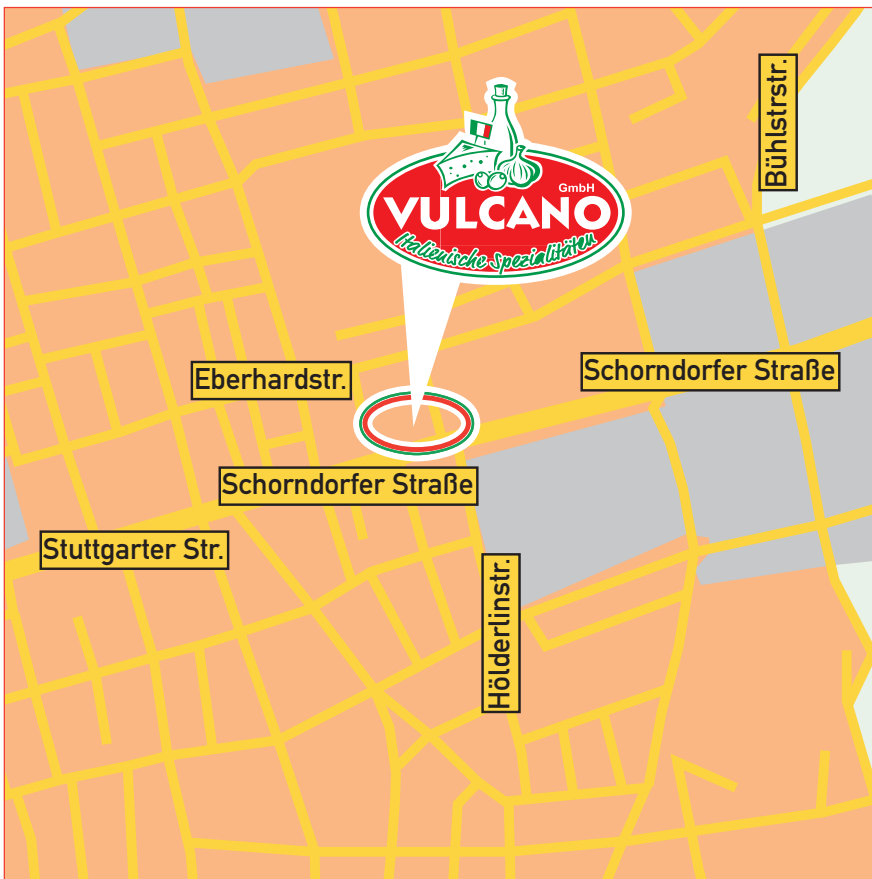 Bühlstrstr.
GmbH
VULCANO
Italienische Spezialitäten
Schorndorfer Straße
Eberhardstr.
Schorndorfer Straße
Stuttgarter Str.
Hölderlinstr.